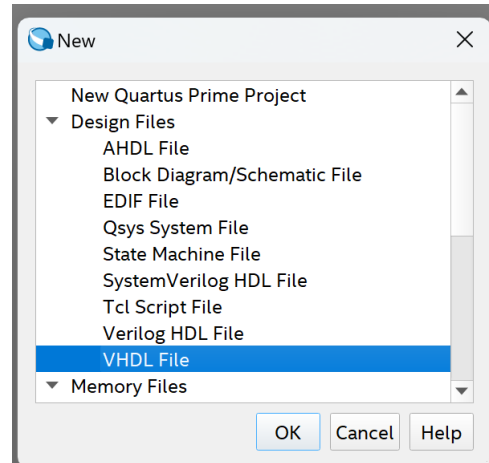 New
New Quartus Prime Project
Design Files
AHDL File
Block Diagram/Schematic File
EDIF File
Qsys System File
State Machine File
SystemVerilog HDL File
Tcl Script File
Verilog HDL File
VHDL File
Memory Files
OK Cancel Help